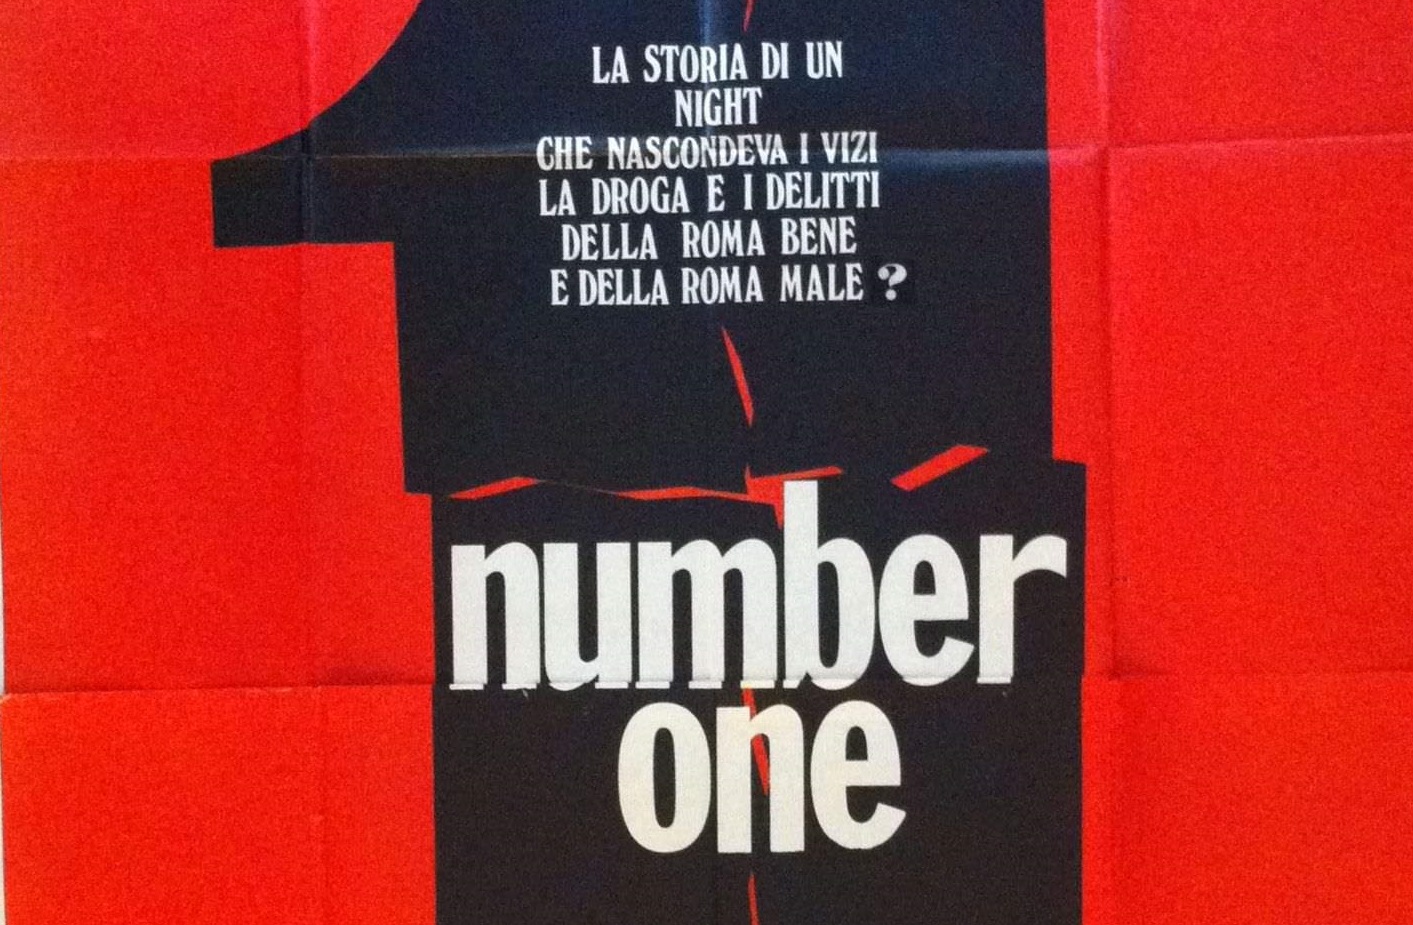 LA STORIA DI UN
NIGHT
CHE NASCONDEVA I VIZI
LA DROGA E I DELITTI
DELLA ROMA BENE
E DELLA ROMA MALE ?
number
one